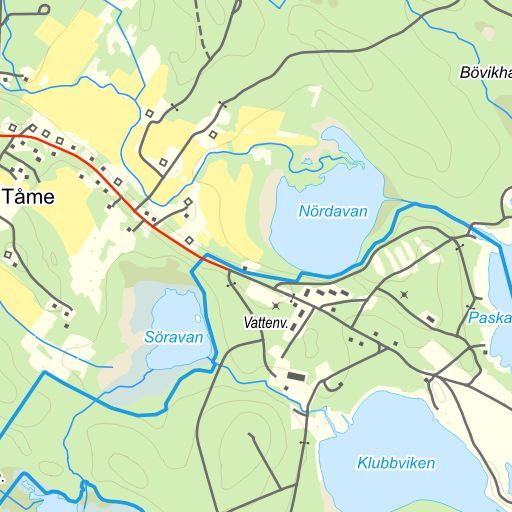 Bövikha
Tåme
Nördavan
Söravan
Vattenv.
Paska
Klubbviken